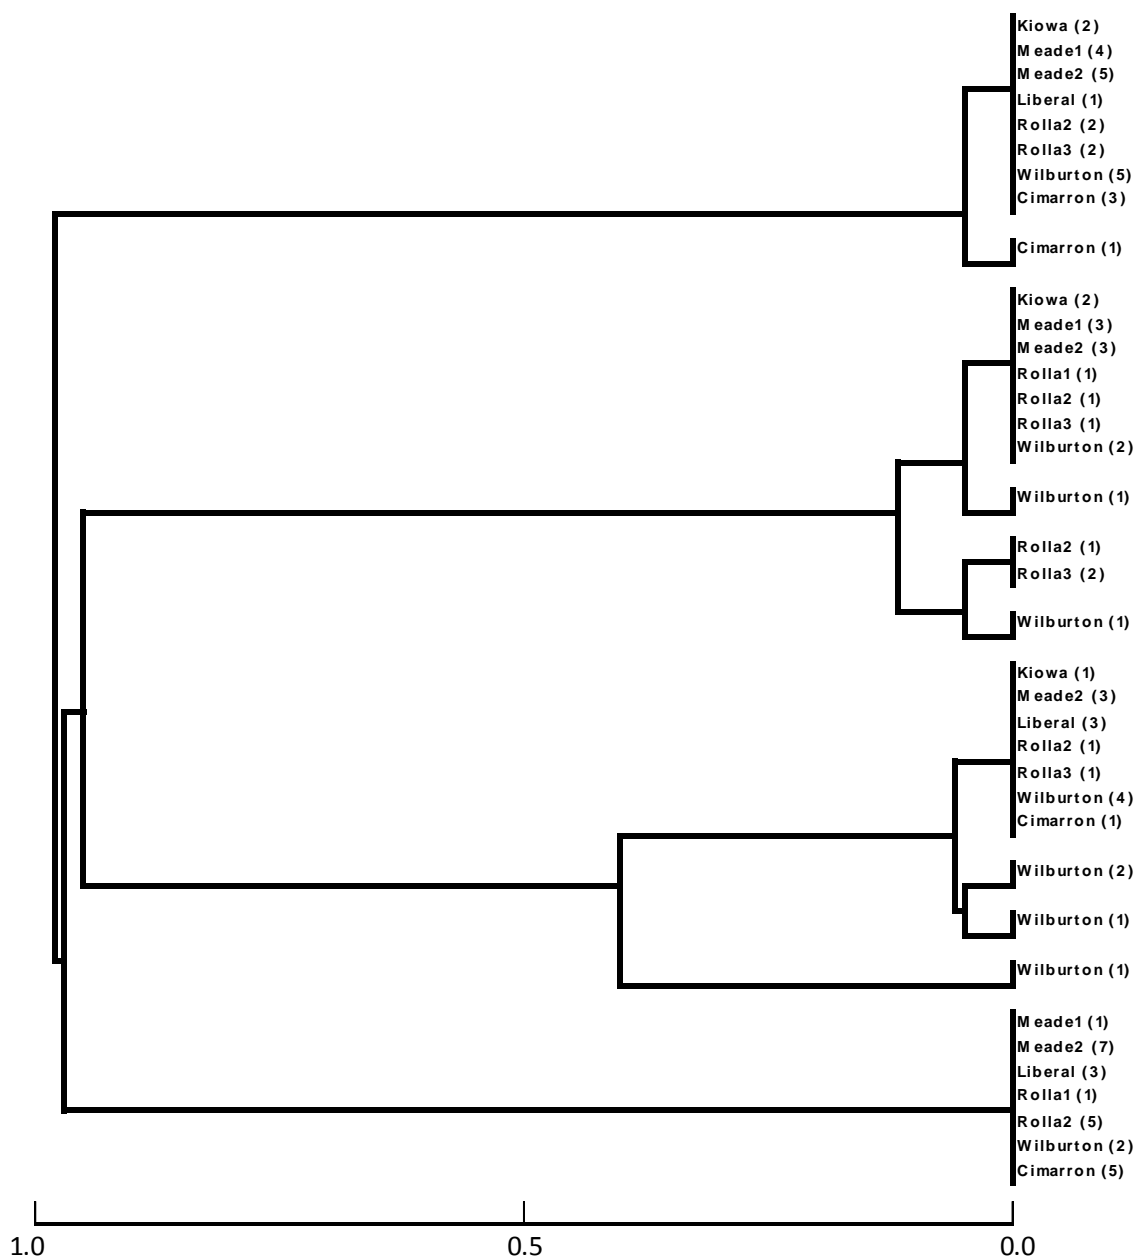 Kiowa (2)
Meade1 (4)
Meade2 (5)
Liberal (1)
Rolla2 (2)
Rolla3 (2)
Wilburton (5)
Cimarron (3)
Cimarron (1)
Kiowa (2)
Meade1 (3)
Meade2 (3)
Rolla1 (1)
Rolla2 (1)
Rolla3 (1)
Wilburton (2)
Wilburton (1)
Rolla2 (1)
Rolla3 (2)
Wilburton (1)
Kiowa (1)
Meade2 (3)
Liberal (3)
Rolla2 (1)
Rolla3 (1)
Wilburton (4)
Cimarron (1)
Wilburton (2)
Wilburton (1)
Wilburton (1)
Meade1 (1)
Meade2 (7)
Liberal (3)
Rolla1 (1)
Rolla2 (5)
Wilburton (2)
Cimarron (5)
1.0 0.5 0.0